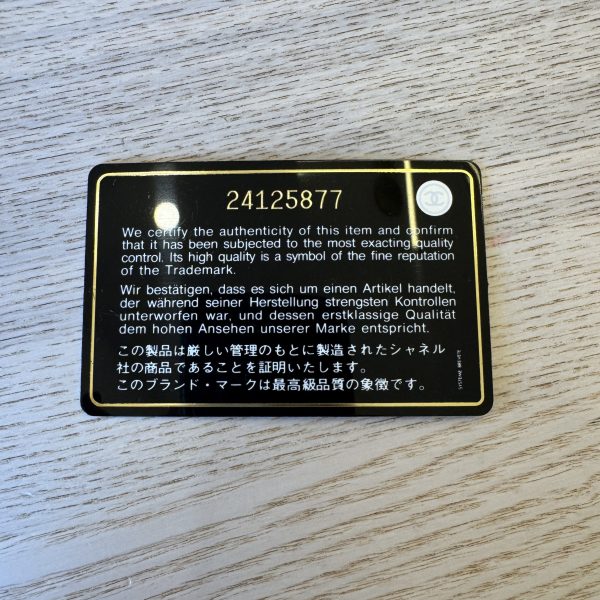 24125877
We certify the authenticity of this item and confirm
that it has been subjected to the most exacting quality
control. Its high quality is a symbol of the fine reputation
of the Trademark.
Wir bestätigen, dass es sich um einen Artikel handelt,
der während seiner Herstellung strengsten Kontrollen
unterworfen war, und dessen erstklassige Qualität
dem hohen Ansehen unserer Marke entspricht.
この製品は厳しい管理のもとに製造されたシャネル
社の商品であることを証明いたします。
このブランド・マークは最高級品質の象徴です。
SYSTEME BREVETE